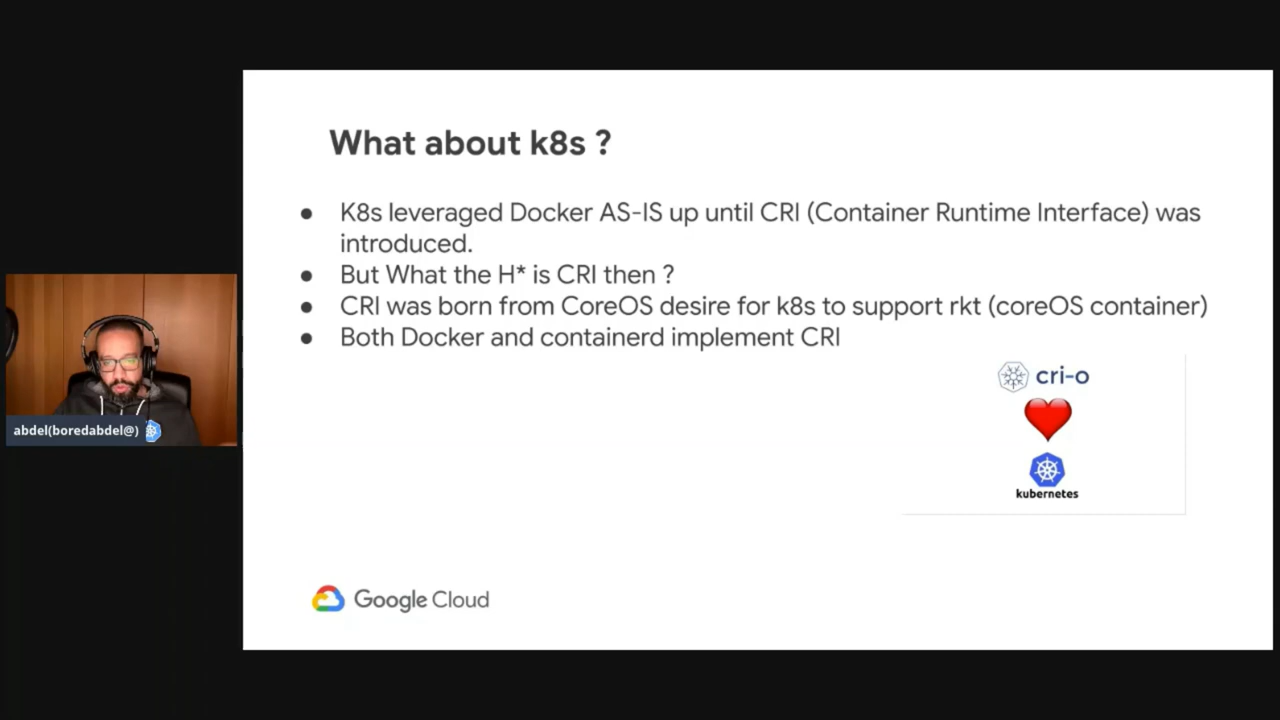 What about k8s ?
● K8s leveraged Docker AS-IS up until CRI (Container Runtime Interface) was
introduced.
● But What the H* is CRI then ?
● CRI was born from CoreOS desire for k8s to support rkt (coreOS container)
● Both Docker and containerd implement CRI
cri-o
kubernetes
abdel(boredabdel@)
Google Cloud